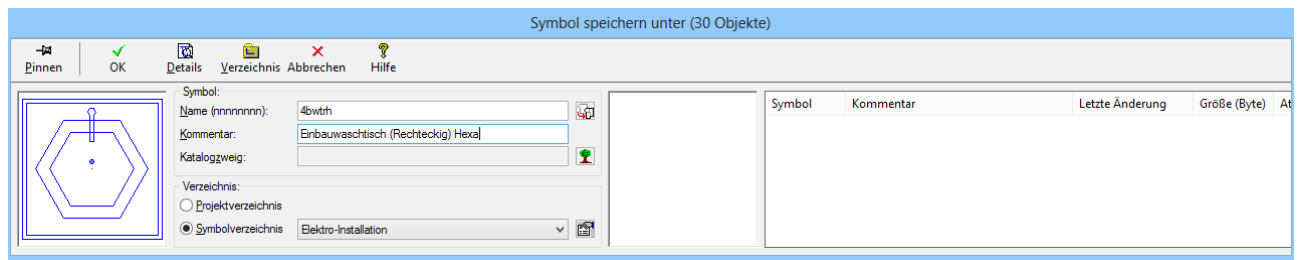 Symbol speichern unter (30 Objekte)
Pinnen OK Details Verzeichnis Abbrechen Hilfe
Symbol:
Name (nnnnnnnn): 4bwtrh
Kommentar: Einbauwaschtisch (Rechteckig) Hexa
Katalogzweig:
Verzeichnis:
Projektverzeichnis
Symbolverzeichnis Elektro-Installation
Symbol Kommentar Letzte Änderung Größe (Byte) At